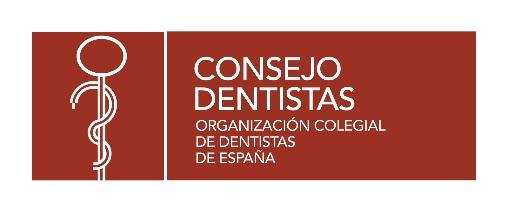 CONSEJO
DENTISTAS
ORGANIZACIÓN COLEGIAL
DE DENTISTAS
DE ESPAÑA